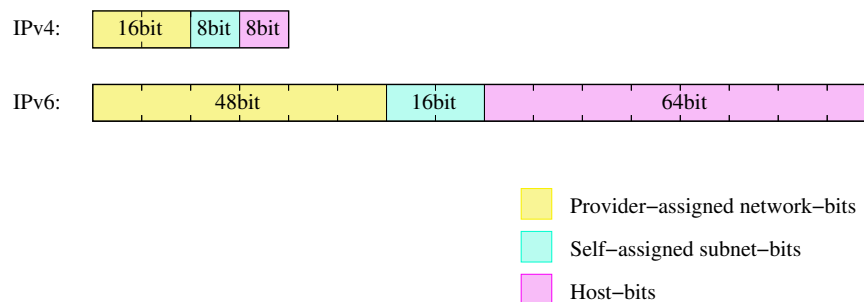 IPv4: 16bit 8bit 8bit
IPv6: 48bit 16bit 64bit
Provider−assigned network−bits
Self−assigned subnet−bits
Host−bits